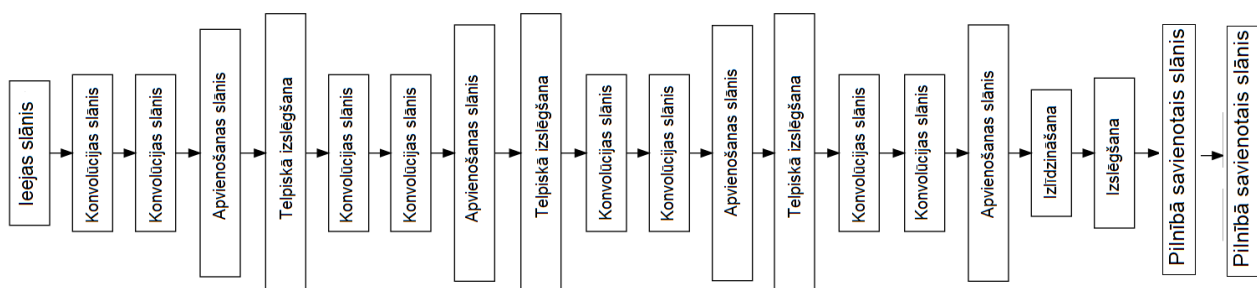 Ieejas slānis
Konvolūcijas slānis
Konvolūcijas slānis
Apvienošanas slānis
Telpiskā izslēgšana
Konvolūcijas slānis
Konvolūcijas slānis
Apvienošanas slānis
Telpiskā izslēgšana
Konvolūcijas slānis
Konvolūcijas slānis
Apvienošanas slānis
Telpiskā izslēgšana
Konvolūcijas slānis
Konvolūcijas slānis
Apvienošanas slānis
Izlīdzināšana
Izslēgšana
Pilnībā savienotais slānis
Pilnībā savienotais slānis